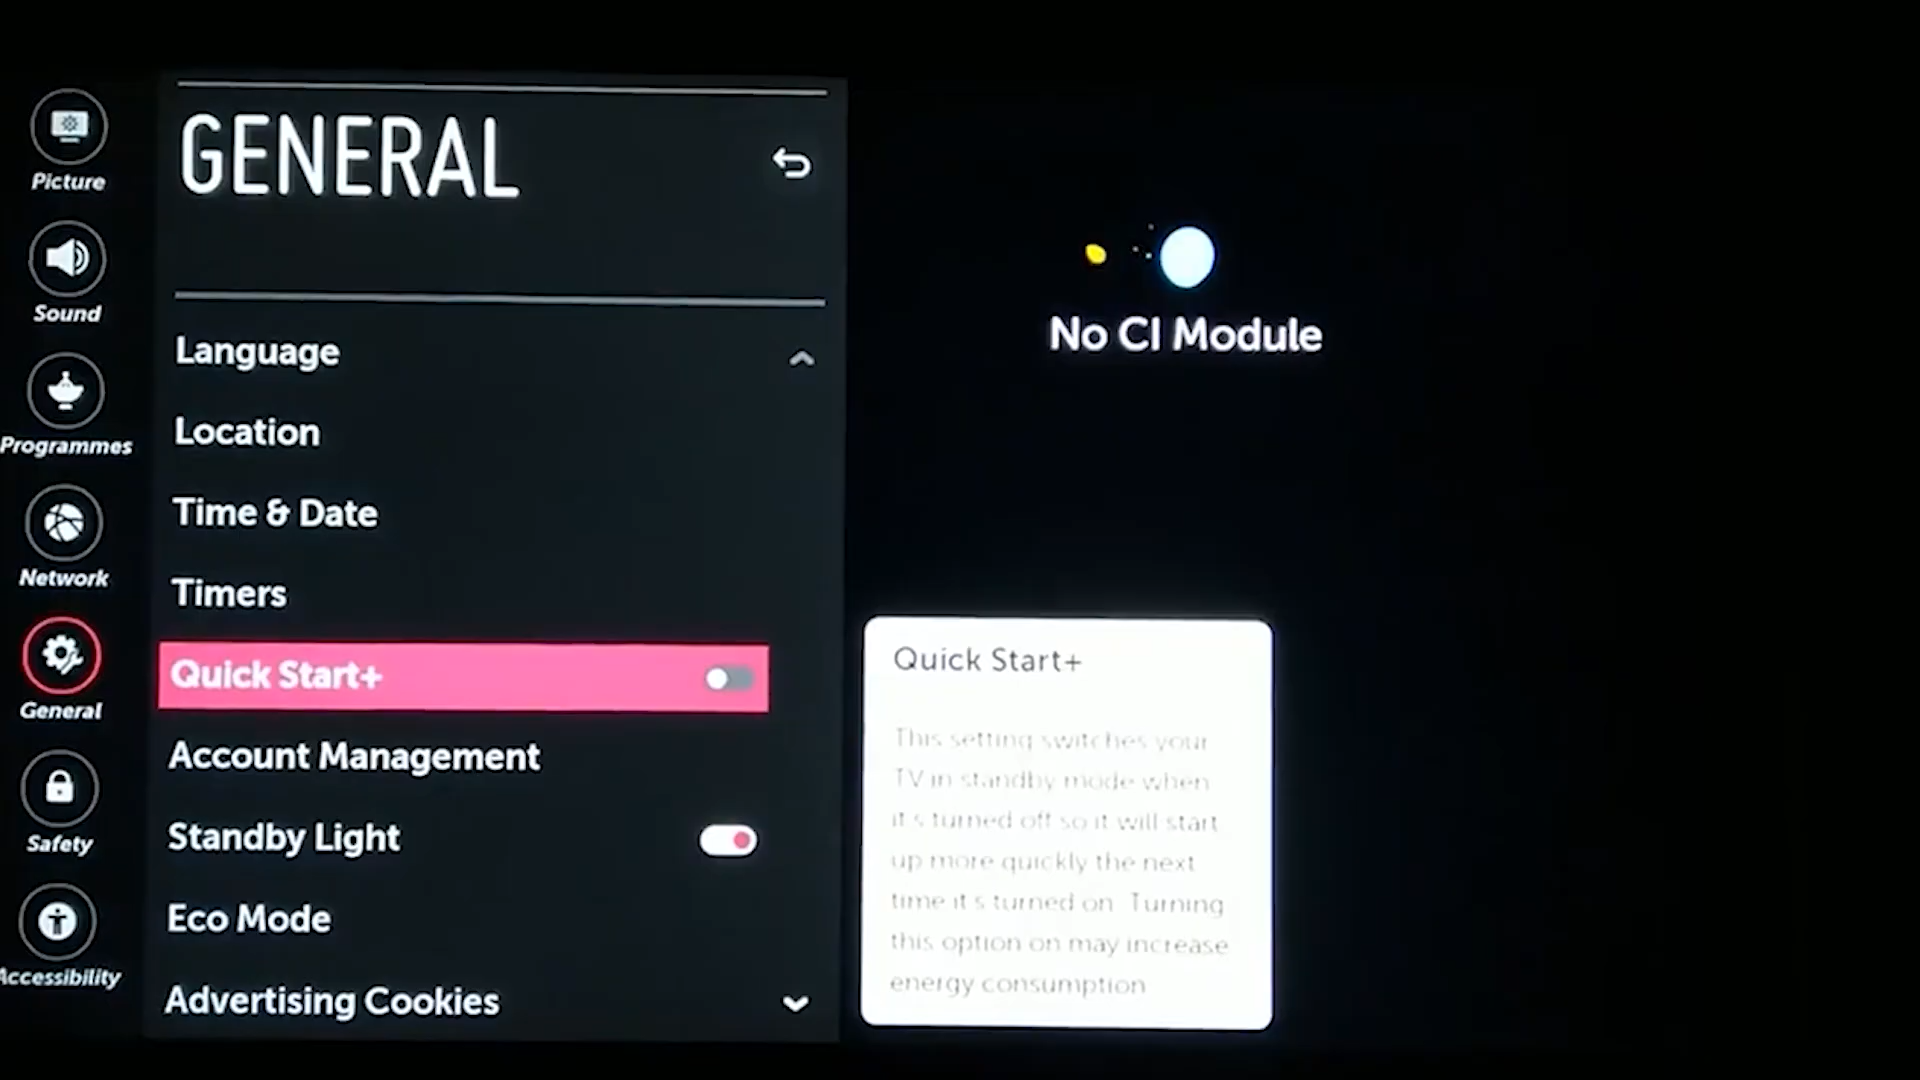 Picture
Sound
Programmes
Network
General
Safety
Accessibility
GENERAL
Language
Location
Time & Date
Timers
Quick Start+
Account Management
Standby Light
Eco Mode
Advertising Cookies
No CI Module
Quick Start+
This setting switches your
TV in standby mode when
it's turned off so it will start
up more quickly the next
time it's turned on. Turning
this option on may increase
energy consumption